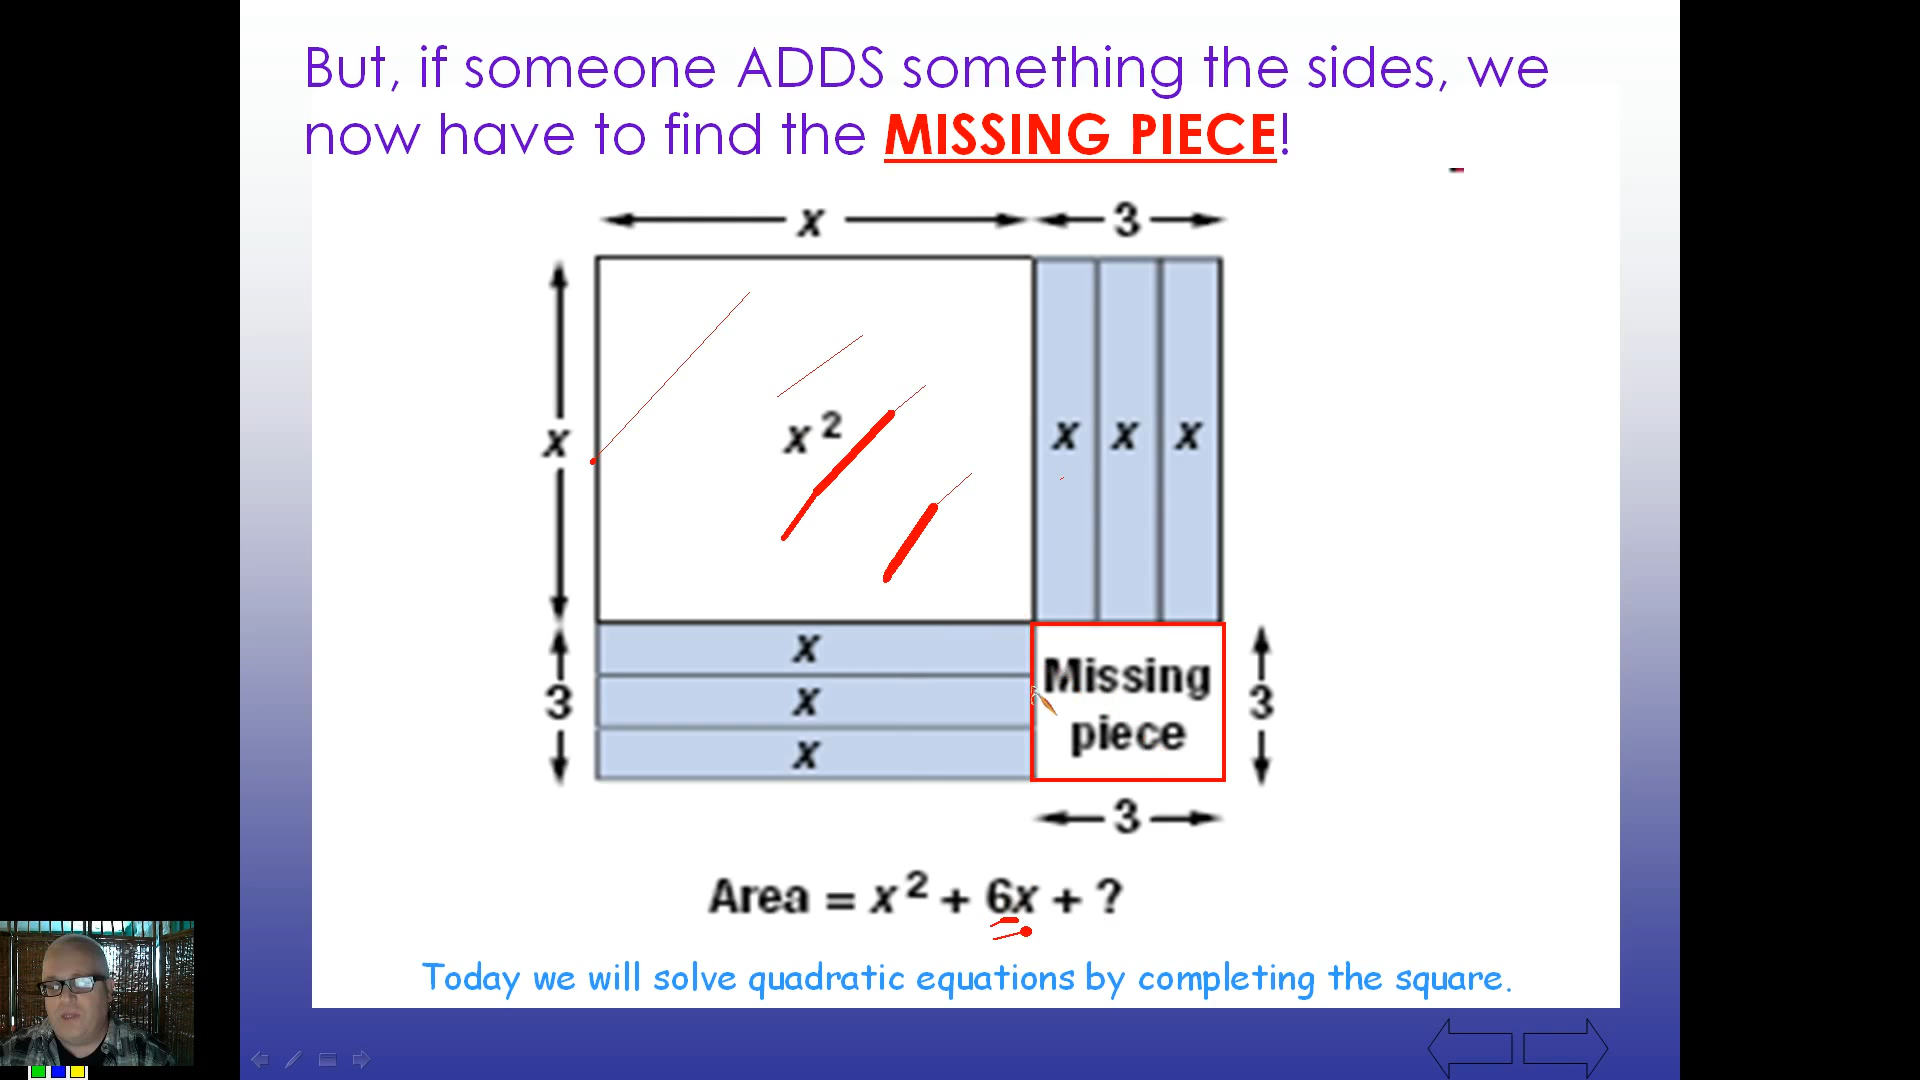 But, if someone ADDS something the sides, we
now have to find the MISSING PIECE!
x 3
x
x²
x x x
x
3
x
x
Missing
piece
3
3
Area = x² + 6x + ?
Today we will solve quadratic equations by completing the square.